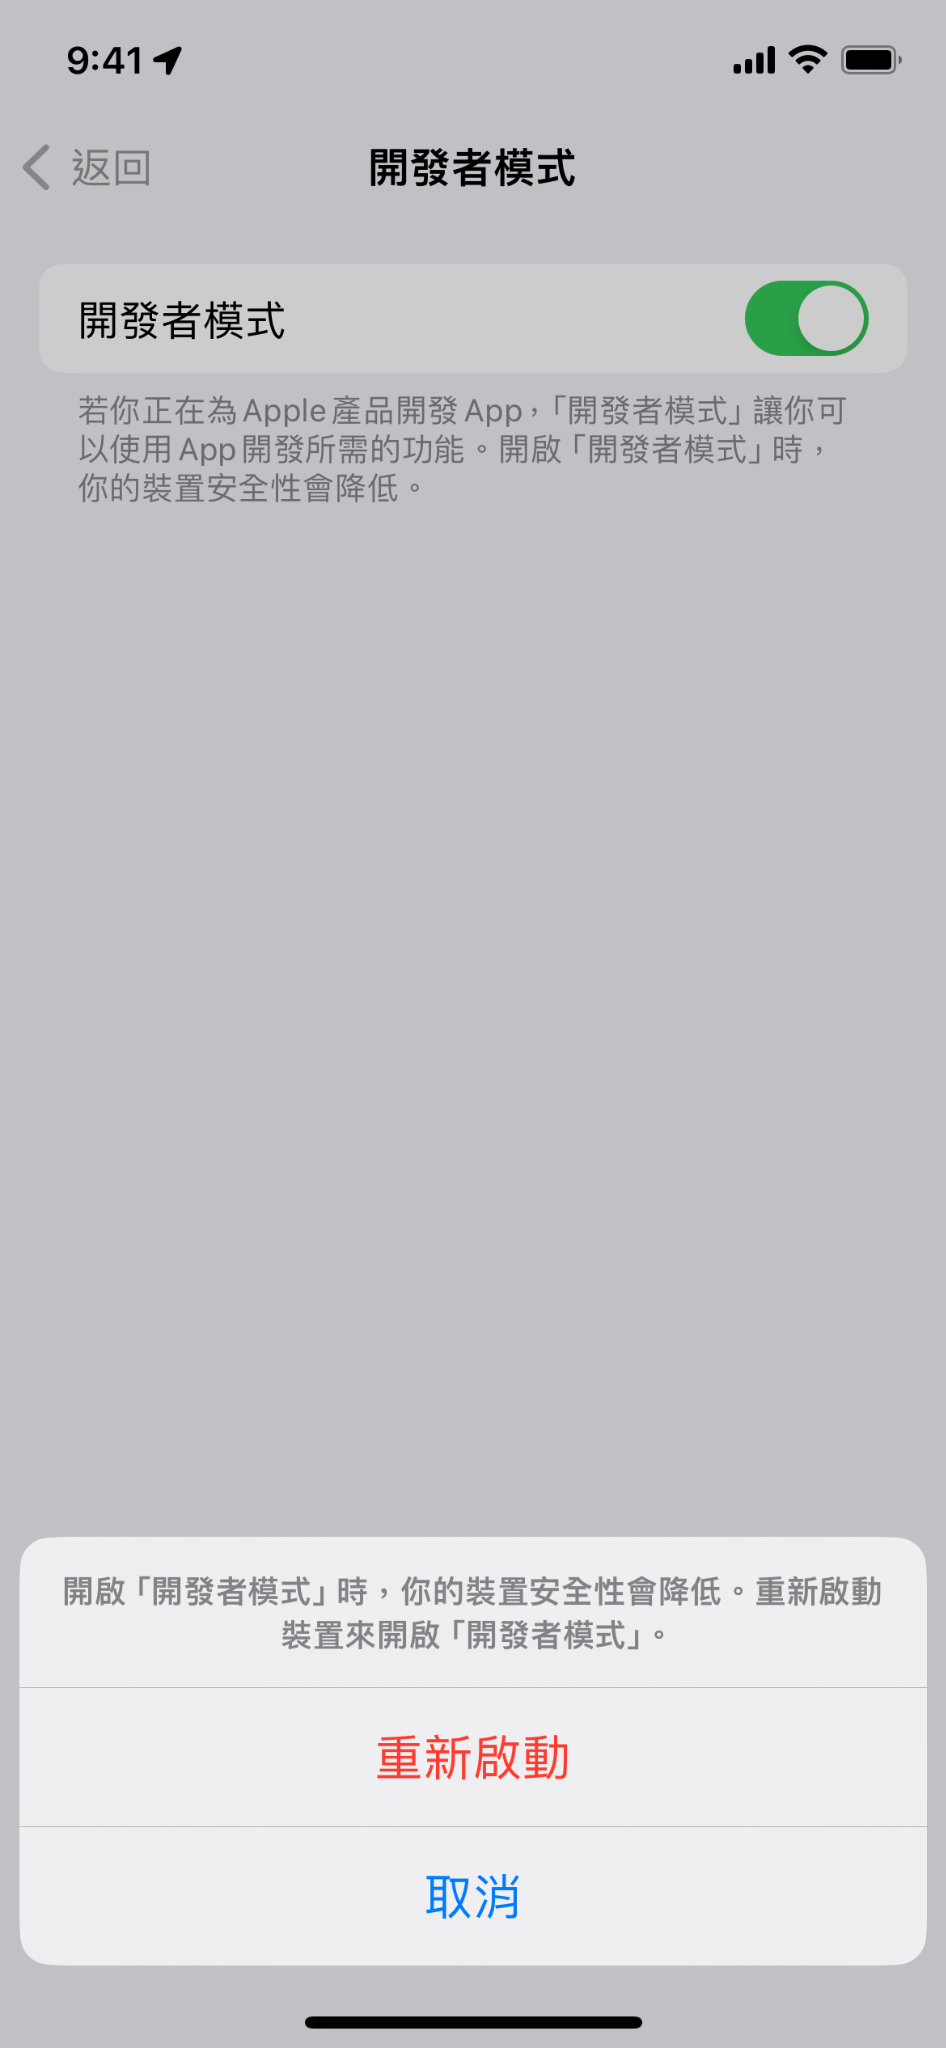 9:41
返回
開發者模式
開發者模式
若你正在為 Apple 產品開發 App，「開發者模式」讓你可
以使用 App 開發所需的功能。開啟「開發者模式」時，
你的裝置安全性會降低。
開啟「開發者模式」時，你的裝置安全性會降低。重新啟動
裝置來開啟「開發者模式」。
重新啟動
取消